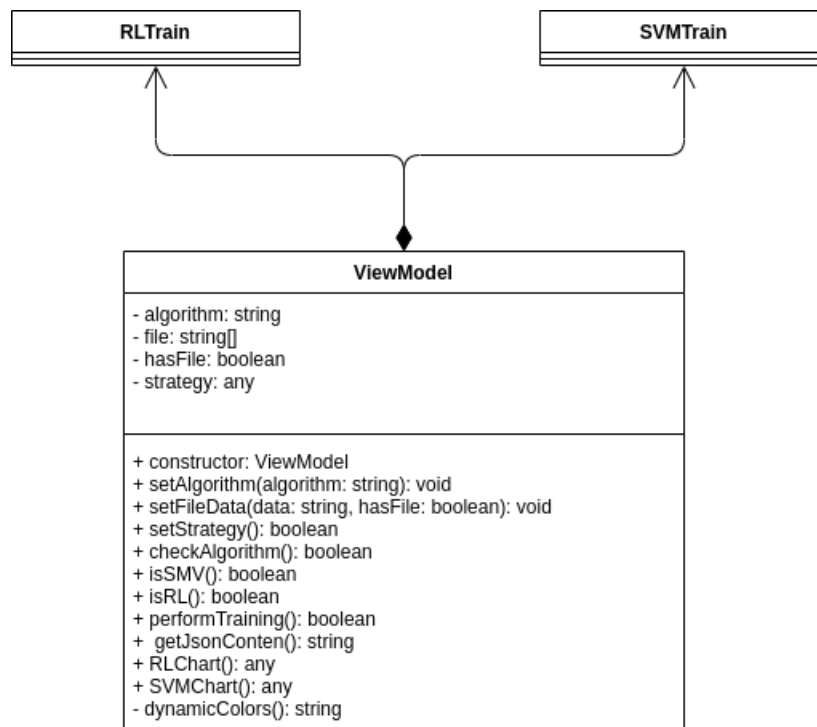 RLTrain
SVMTrain
ViewModel
- algorithm: string
- file: string[]
- hasFile: boolean
- strategy: any
+ constructor: ViewModel
+ setAlgorithm(algorithm: string): void
+ setFileData(data: string, hasFile: boolean): void
+ setStrategy(): boolean
+ checkAlgorithm(): boolean
+ isSMV(): boolean
+ isRL(): boolean
+ performTraining(): boolean
+ getJsonConten(): string
+ RLChart(): any
+ SVMChart(): any
- dynamicColors(): string